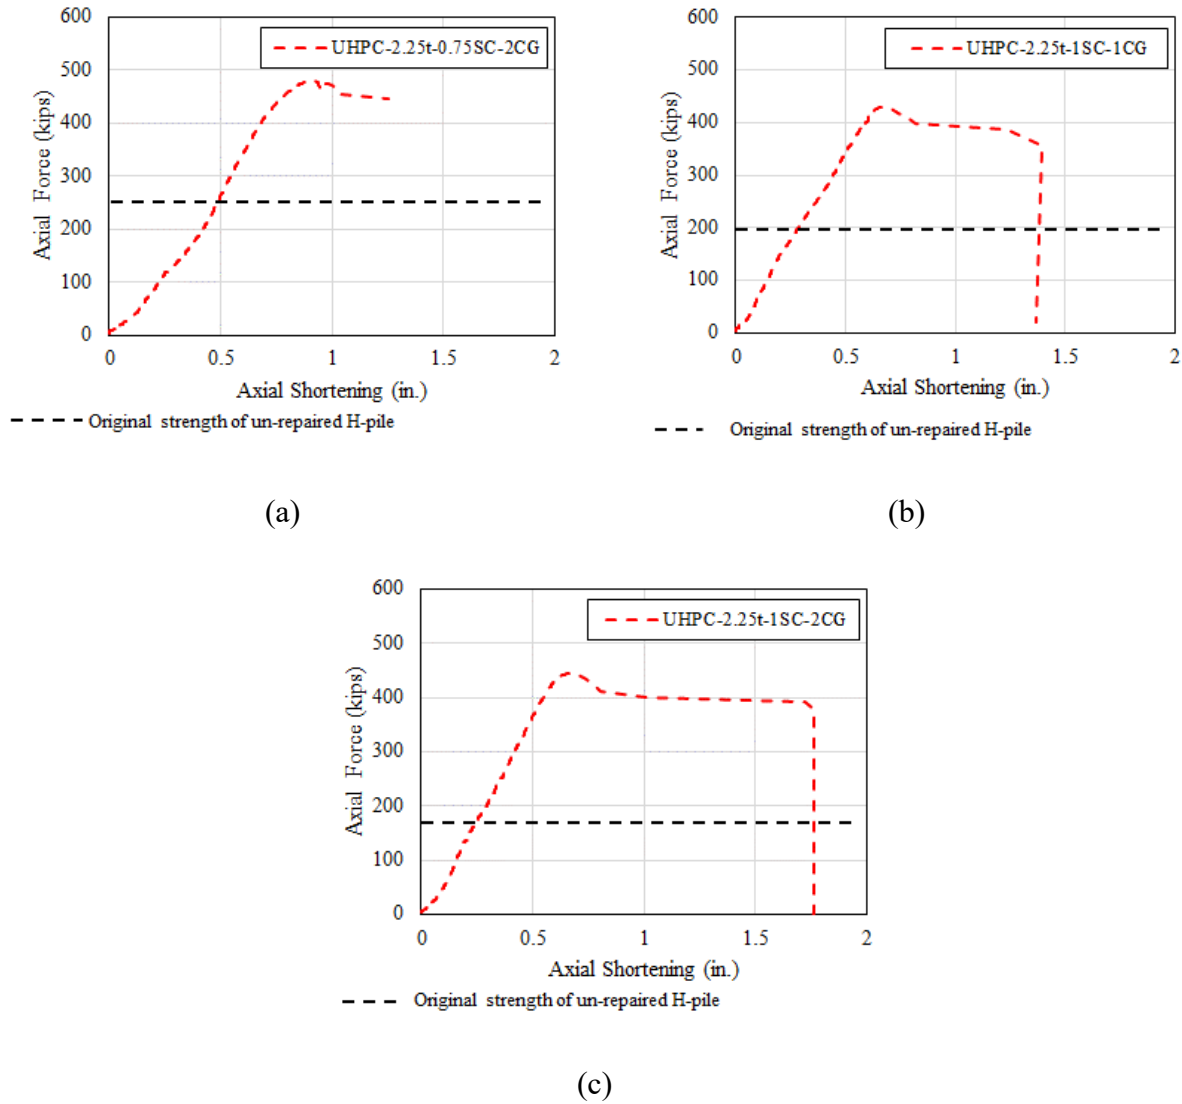 600
UHPC-2.25t-0.75SC-2CG
500
400
300
200
100
0
Axial Force (kips)
0 0.5 1 1.5 2
Axial Shortening (in.)
Original strength of un-repaired H-pile
(a)
600
UHPC-2.25t-1SC-1CG
500
400
300
200
100
0
Axial Force (kips)
0 0.5 1 1.5 2
Axial Shortening (in.)
Original strength of un-repaired H-pile
(b)
600
UHPC-2.25t-1SC-2CG
500
400
300
200
100
0
Axial Force (kips)
0 0.5 1 1.5 2
Axial Shortening (in.)
Original strength of un-repaired H-pile
(c)